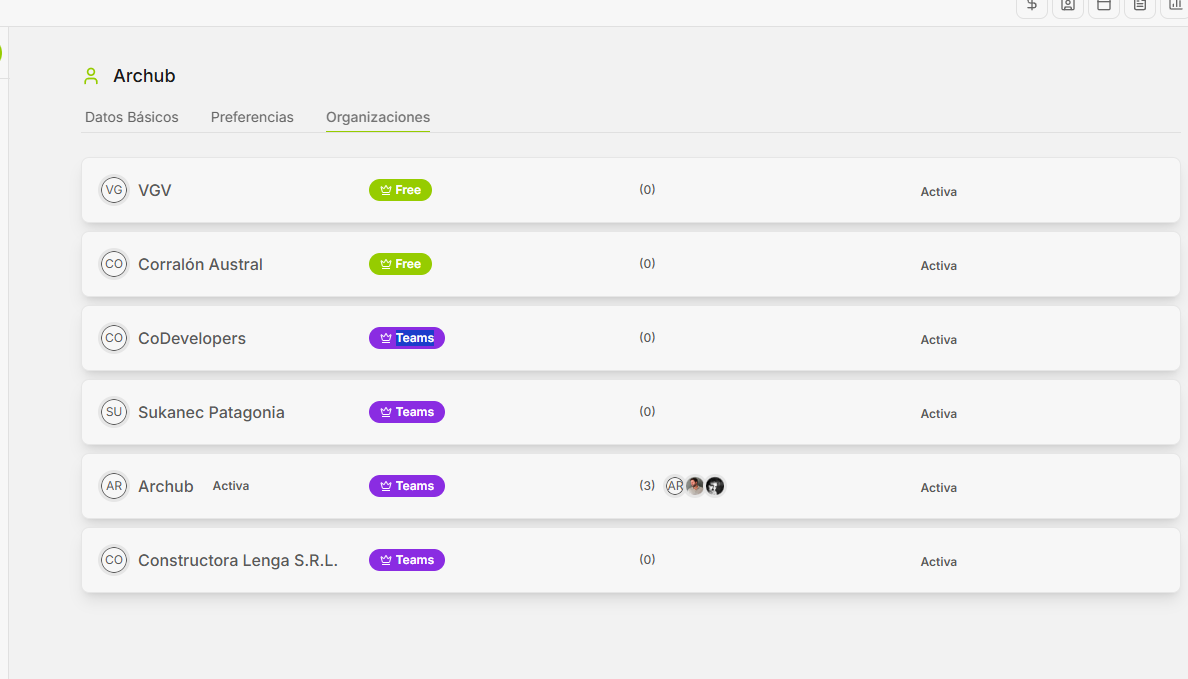 Archub
Datos Básicos Preferencias Organizaciones
VG VGV Free (0) Activa
CO Corralón Austral Free (0) Activa
CO CoDevelopers Teams (0) Activa
SU Sukanec Patagonia Teams (0) Activa
AR Archub Activa Teams (3) AR Activa
CO Constructora Lenga S.R.L. Teams (0) Activa